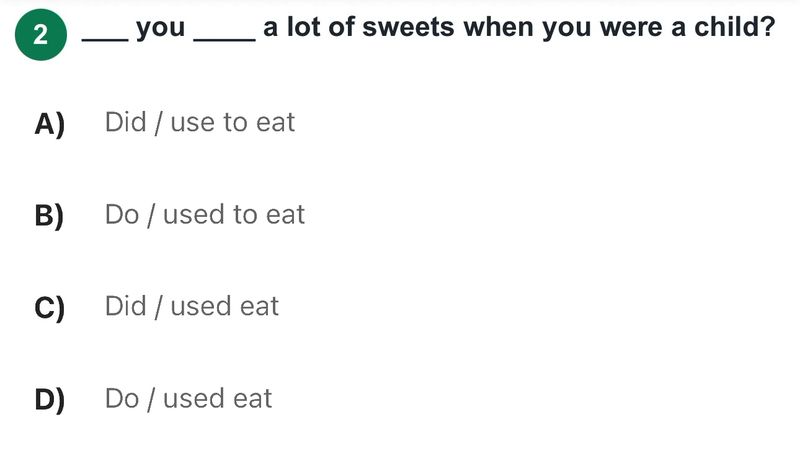 2 ___ you ____ a lot of sweets when you were a child?
A) Did / use to eat
B) Do / used to eat
C) Did / used eat
D) Do / used eat